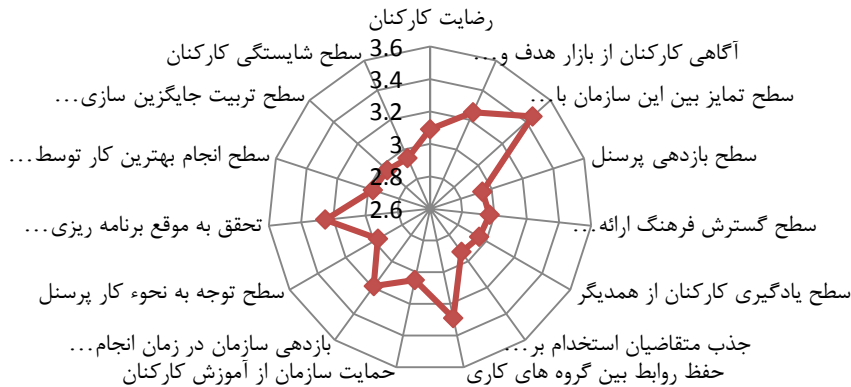 رضایت کارکنان
آگاهی کارکنان از بازار هدف و...
سطح تمایز بین این سازمان با...
سطح بازدهی پرسنل
سطح گسترش فرهنگ ارائه...
سطح یادگیری کارکنان از همدیگر
جذب متقاضیان استخدام بر...
حفظ روابط بین گروه های کاری
حمایت سازمان از آموزش کارکنان
بازدهی سازمان در زمان انجام...
سطح توجه به نحوء کار پرسنل
تحقق به موقع برنامه ریزی...
سطح انجام بهترین کار توسط...
سطح تربیت جایگزین سازی...
سطح شایستگی کارکنان
3.6
3.4
3.2
3
2.8
2.6